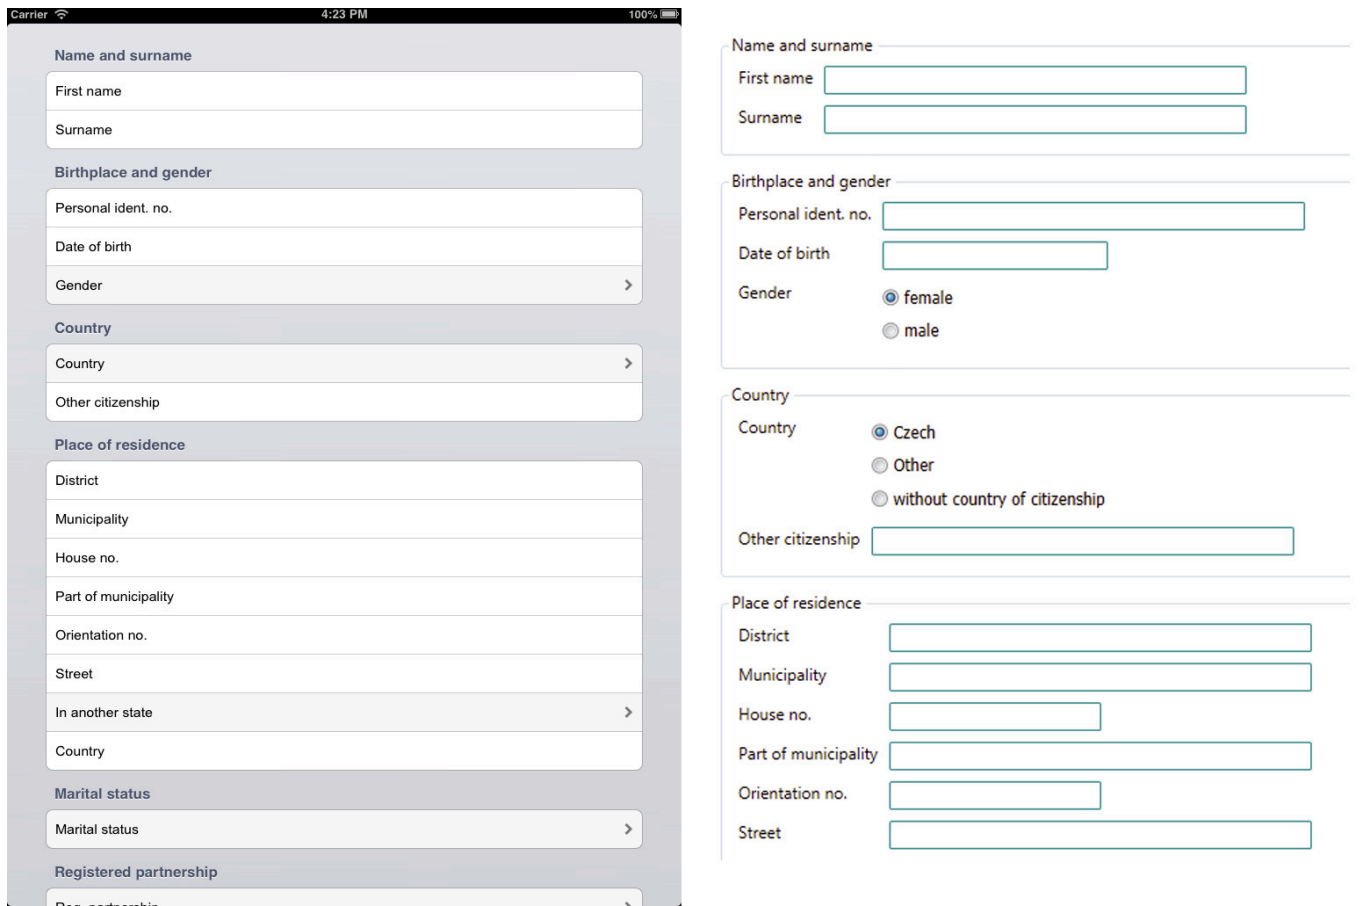 Carrier 4:23 PM 100%
Name and surname
First name
Surname
Birthplace and gender
Personal ident. no.
Date of birth
Gender
Country
Country
Other citizenship
Place of residence
District
Municipality
House no.
Part of municipality
Orientation no.
Street
In another state
Country
Marital status
Marital status
Registered partnership
Reg. partnership
Name and surname
First name
Surname
Birthplace and gender
Personal ident. no.
Date of birth
Gender
female
male
Country
Country
Czech
Other
without country of citizenship
Other citizenship
Place of residence
District
Municipality
House no.
Part of municipality
Orientation no.
Street